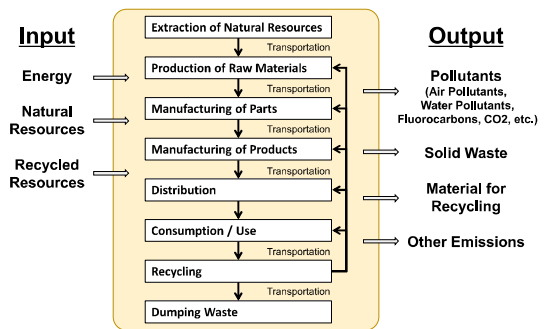 Input
Energy
Natural
Resources
Recycled
Resources
Extraction of Natural Resources
Transportation
Production of Raw Materials
Transportation
Manufacturing of Parts
Transportation
Manufacturing of Products
Transportation
Distribution
Consumption / Use
Transportation
Recycling
Transportation
Dumping Waste
Output
Pollutants
(Air Pollutants,
Water Pollutants,
Fluorocarbons, CO2, etc.)
Solid Waste
Material for
Recycling
Other Emissions